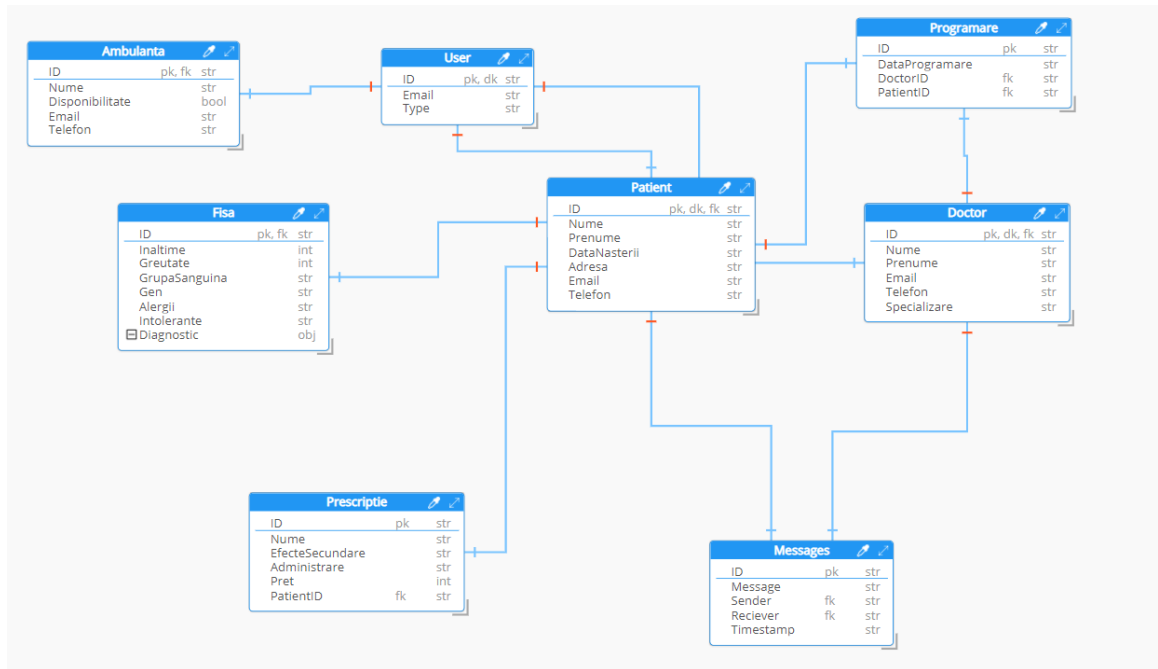 Ambulanta
ID pk, fk str
Nume str
Disponibilitate bool
Email str
Telefon str
User
ID pk, dk str
Email str
Type str
Programare
ID pk str
DataProgramare str
DoctorID fk str
PatientID fk str
Fisa
ID pk, fk str
Inaltime int
Greutate int
GrupaSanguina str
Gen str
Alergii str
Intolerante str
Diagnostic obj
Patient
ID pk, dk, fk str
Nume str
Prenume str
DataNasterii str
Adresa str
Email str
Telefon str
Doctor
ID pk, dk, fk str
Nume str
Prenume str
Email str
Telefon str
Specializare str
Prescriptie
ID pk str
Nume str
EfecteSecundare str
Administrare str
Pret int
PatientID fk str
Messages
ID pk str
Message str
Sender fk str
Reciever fk str
Timestamp str